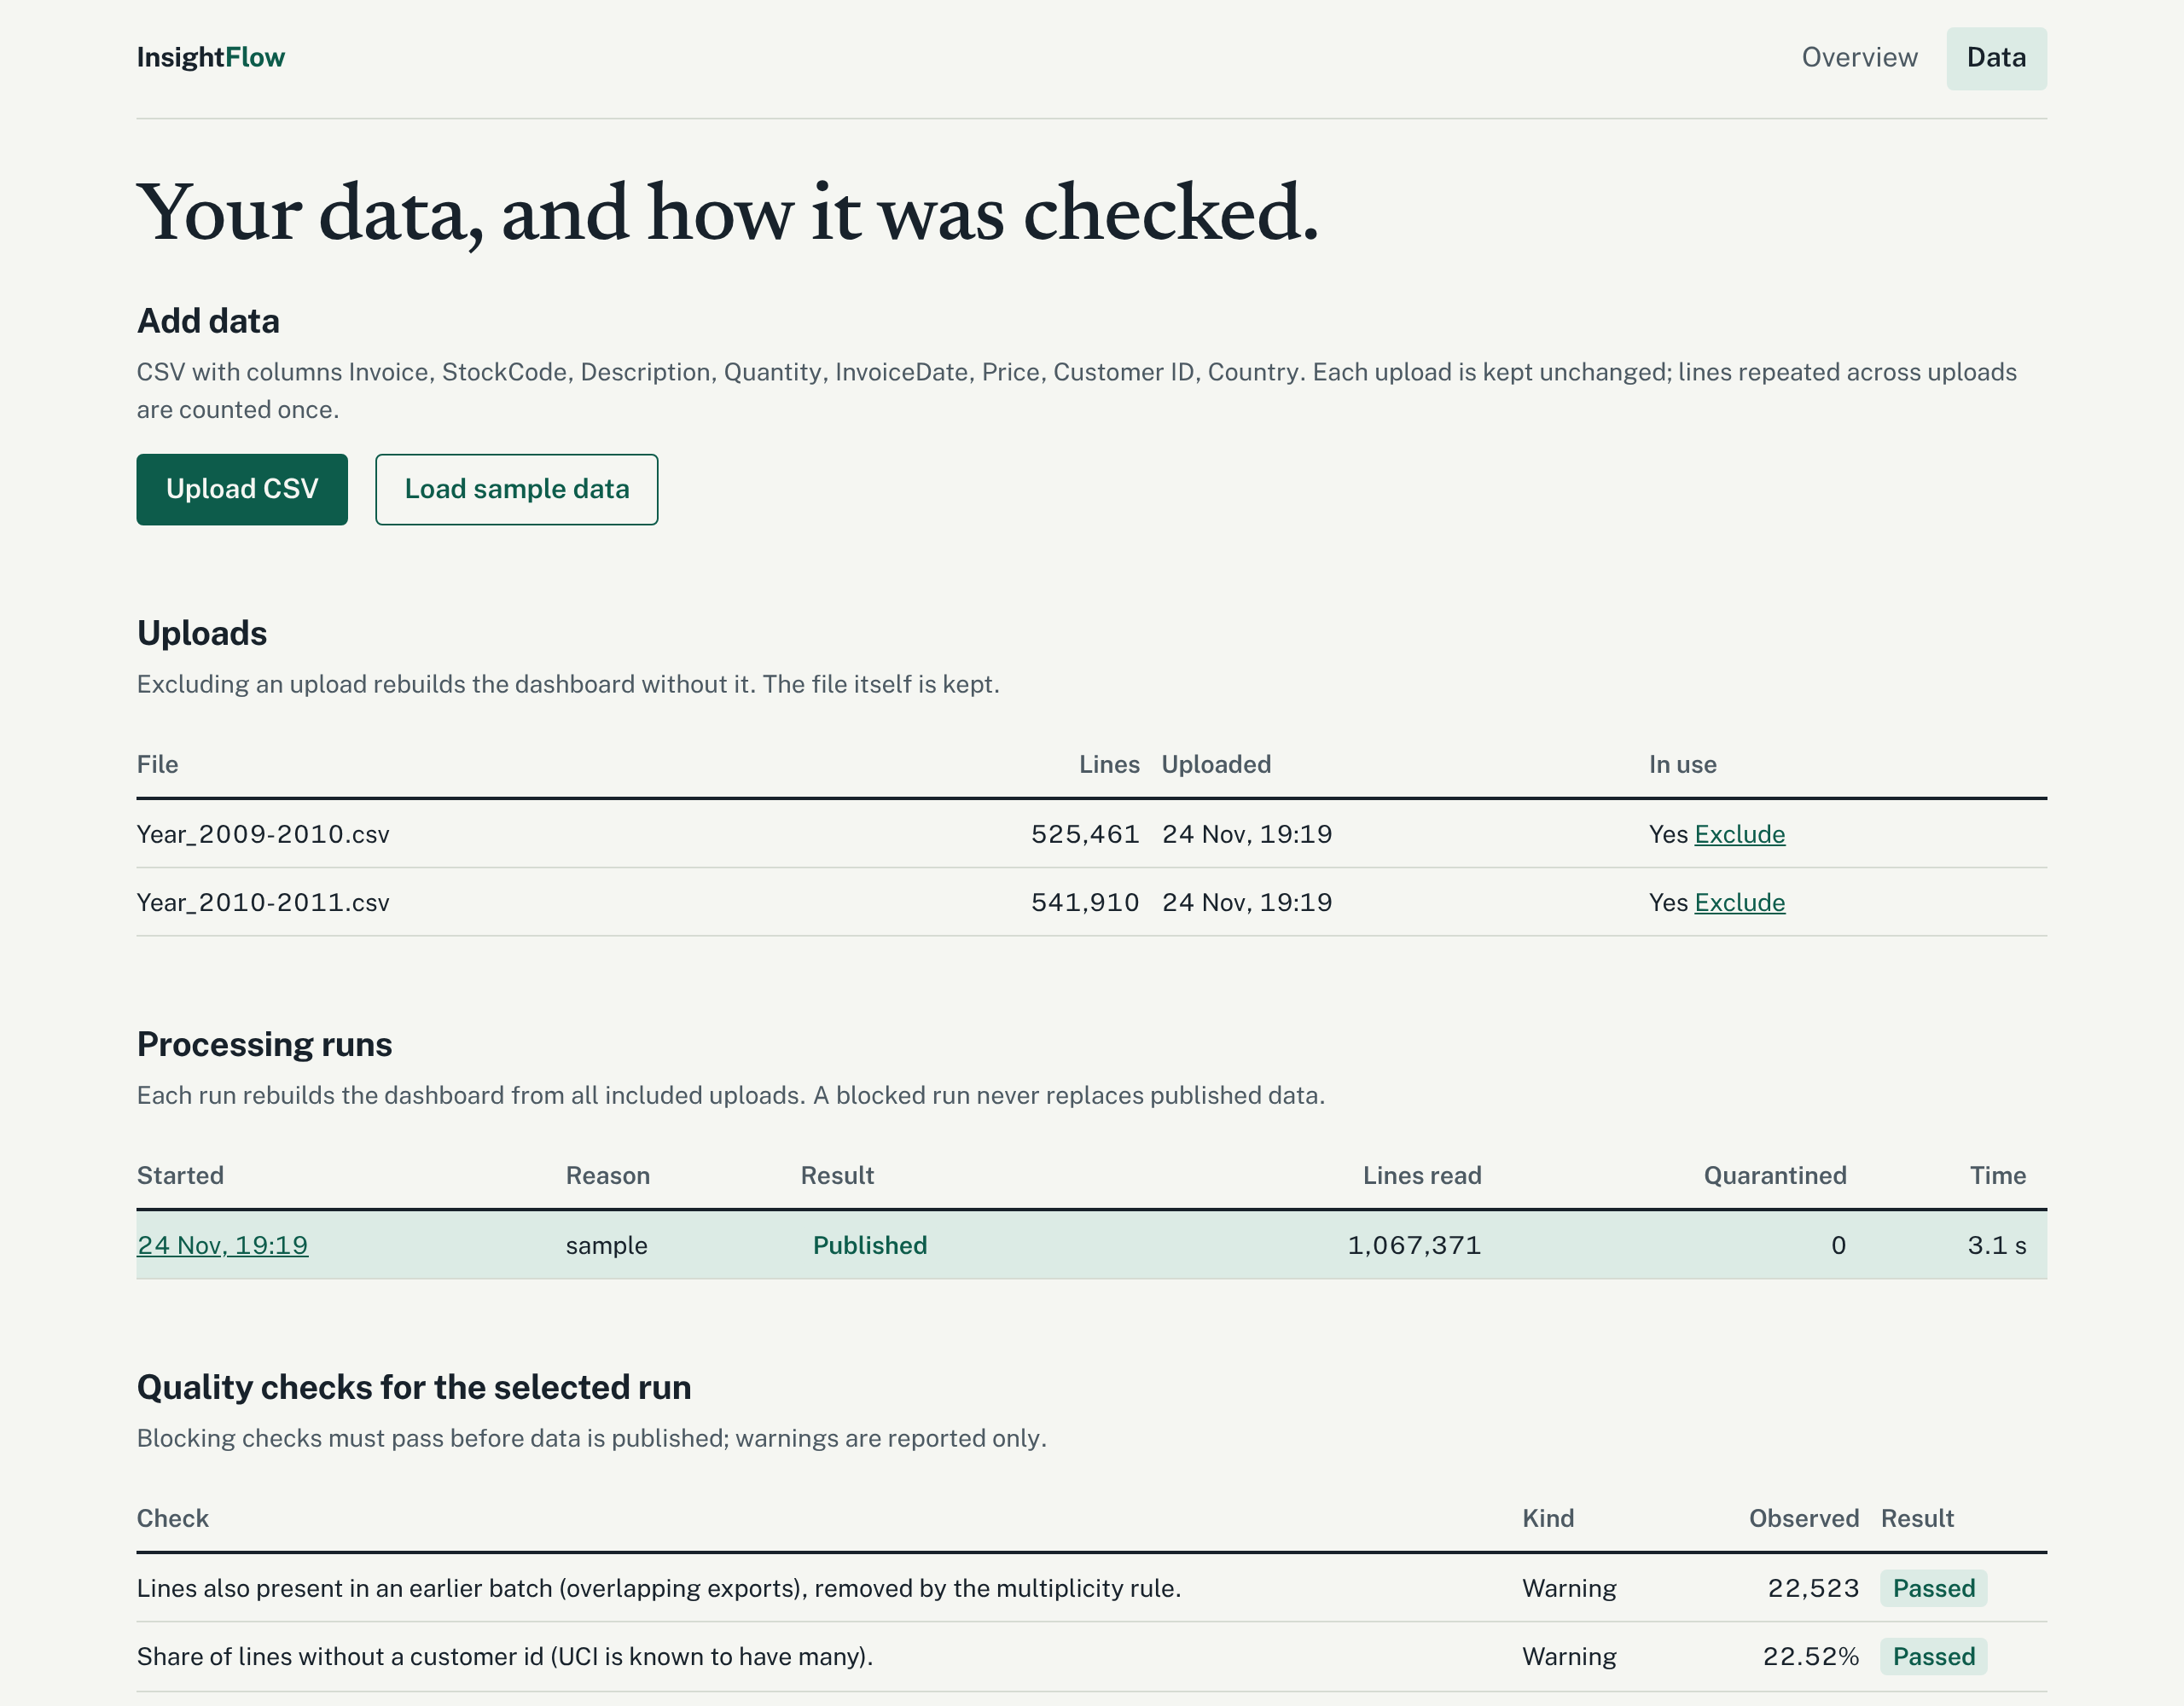 InsightFlow
Overview
Data
Your data, and how it was checked.
Add data
CSV with columns Invoice, StockCode, Description, Quantity, InvoiceDate, Price, Customer ID, Country. Each upload is kept unchanged; lines repeated across uploads
are counted once.
Upload CSV
Load sample data
Uploads
Excluding an upload rebuilds the dashboard without it. The file itself is kept.
File Lines Uploaded In use
Year_2009-2010.csv 525,461 24 Nov, 19:19 Yes Exclude
Year_2010-2011.csv 541,910 24 Nov, 19:19 Yes Exclude
Processing runs
Each run rebuilds the dashboard from all included uploads. A blocked run never replaces published data.
Started Reason Result Lines read Quarantined Time
24 Nov, 19:19 sample Published 1,067,371 0 3.1 s
Quality checks for the selected run
Blocking checks must pass before data is published; warnings are reported only.
Check Kind Observed Result
Lines also present in an earlier batch (overlapping exports), removed by the multiplicity rule. Warning 22,523 Passed
Share of lines without a customer id (UCI is known to have many). Warning 22.52% Passed